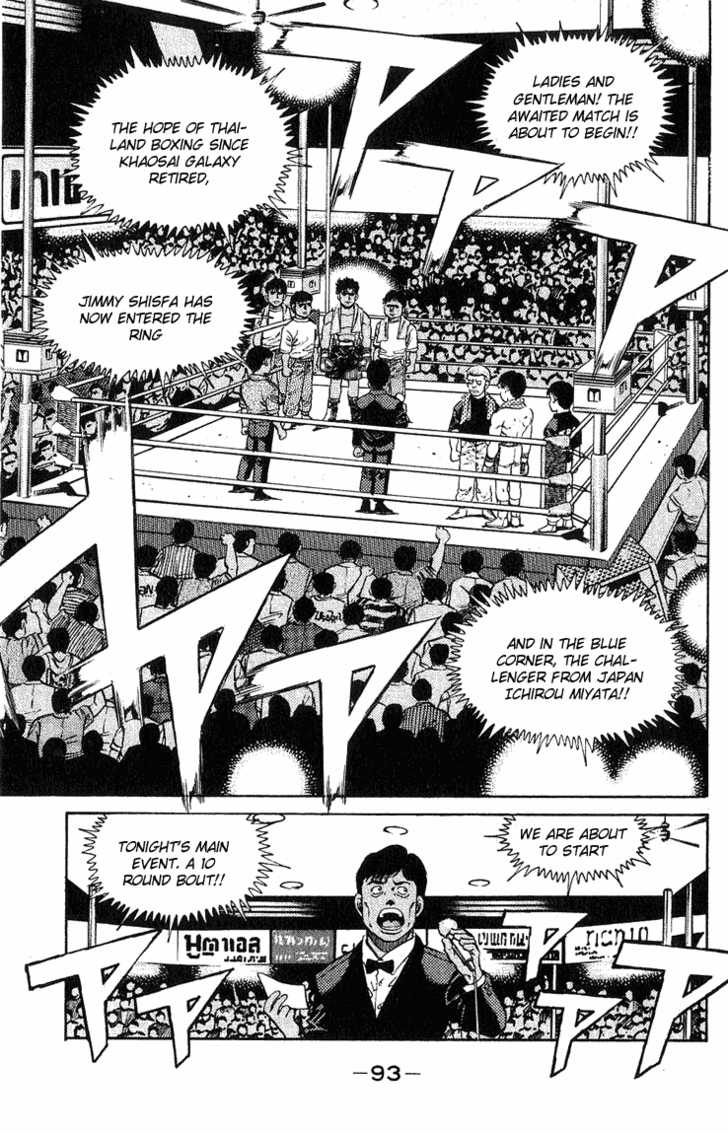 LADIES AND
GENTLEMAN! THE
AWAITED MATCH IS
ABOUT TO BEGIN!!
THE HOPE OF THAI-
LAND BOXING SINCE
KHAOSAI GALAXY
RETIRED,
JIMMY SHISFA HAS
NOW ENTERED THE
RING
AND IN THE BLUE
CORNER, THE CHAL-
LENGER FROM JAPAN
ICHIROU MIYATA!!
WE ARE ABOUT
TO START
TONIGHT'S MAIN
EVENT. A 10
ROUND BOUT!!
—93—